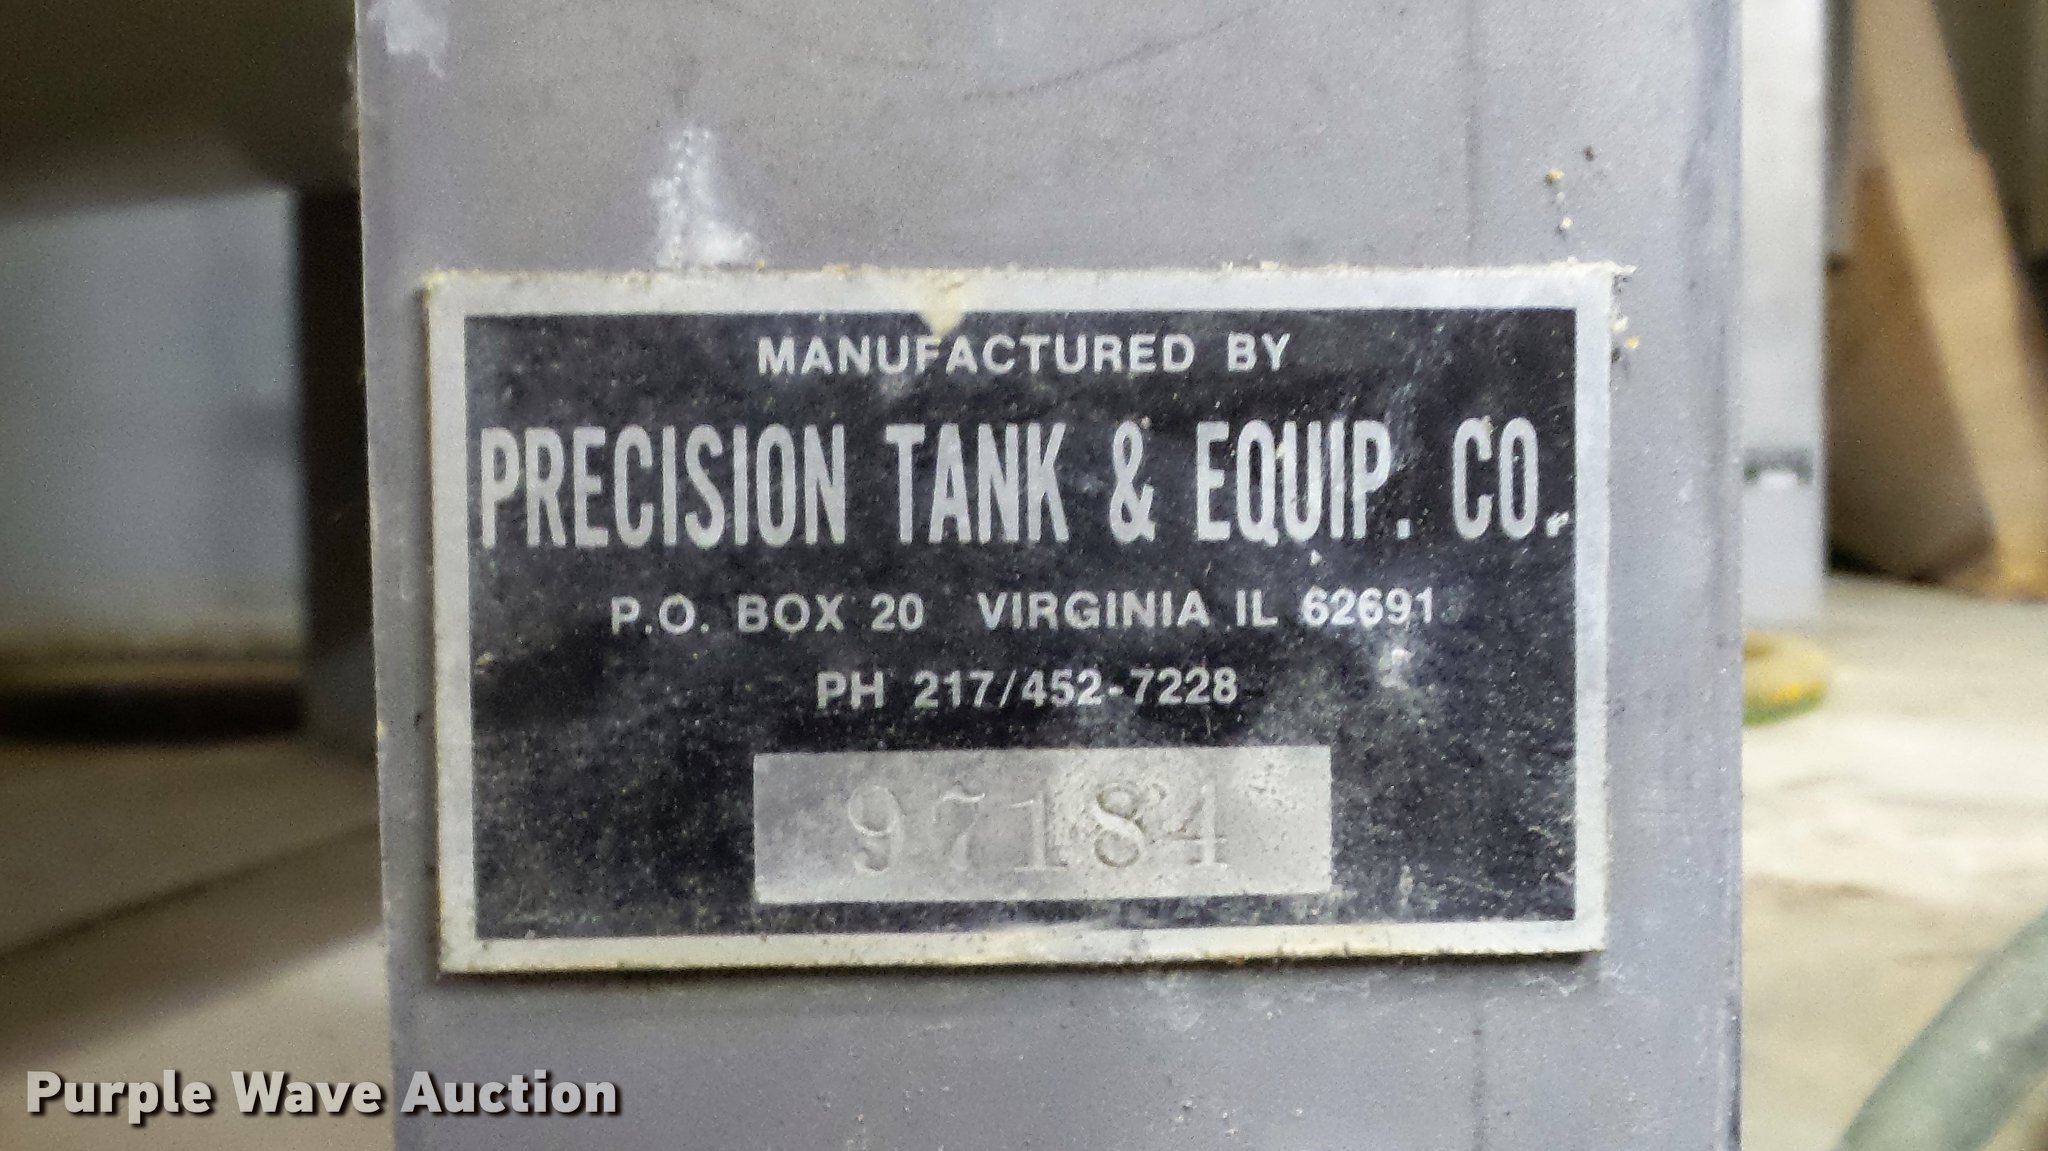 MANUFACTURED BY
PRECISION TANK & EQUIP. CO.
P.O. BOX 20 VIRGINIA IL 62691
PH 217/452-7228
97184
Purple Wave Auction